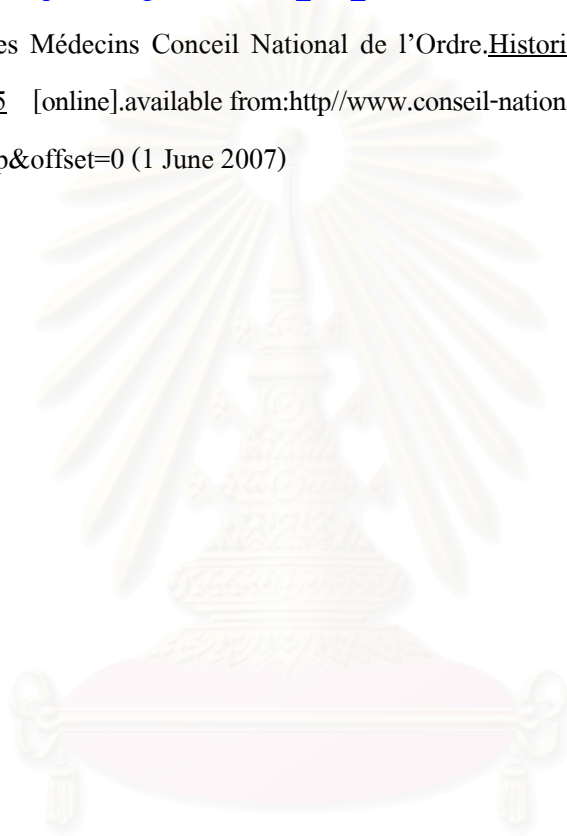 es Médecins Conceil National de l’Ordre.Histori
5 [online].available from:http//www.conseil-nation
p&offset=0 (1 June 2007)